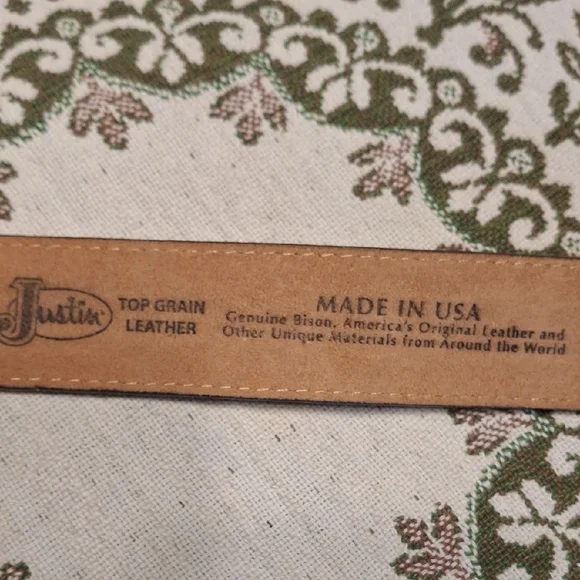 Justin
TOP GRAIN
LEATHER
MADE IN USA
Genuine Bison, America's Original Leather and
Other Unique Materials from Around the World